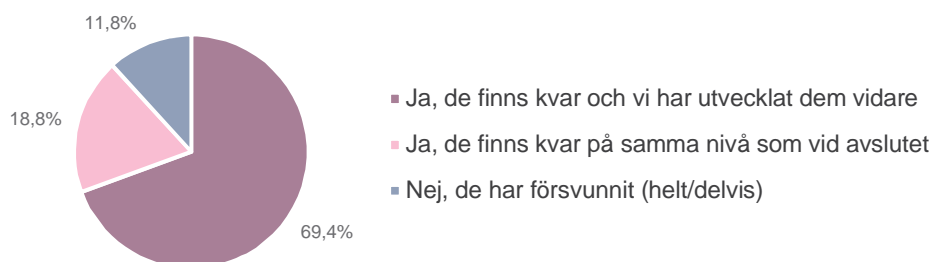 11,8%
18,8%
69,4%
Ja, de finns kvar och vi har utvecklat dem vidare
Ja, de finns kvar på samma nivå som vid avslutet
Nej, de har försvunnit (helt/delvis)